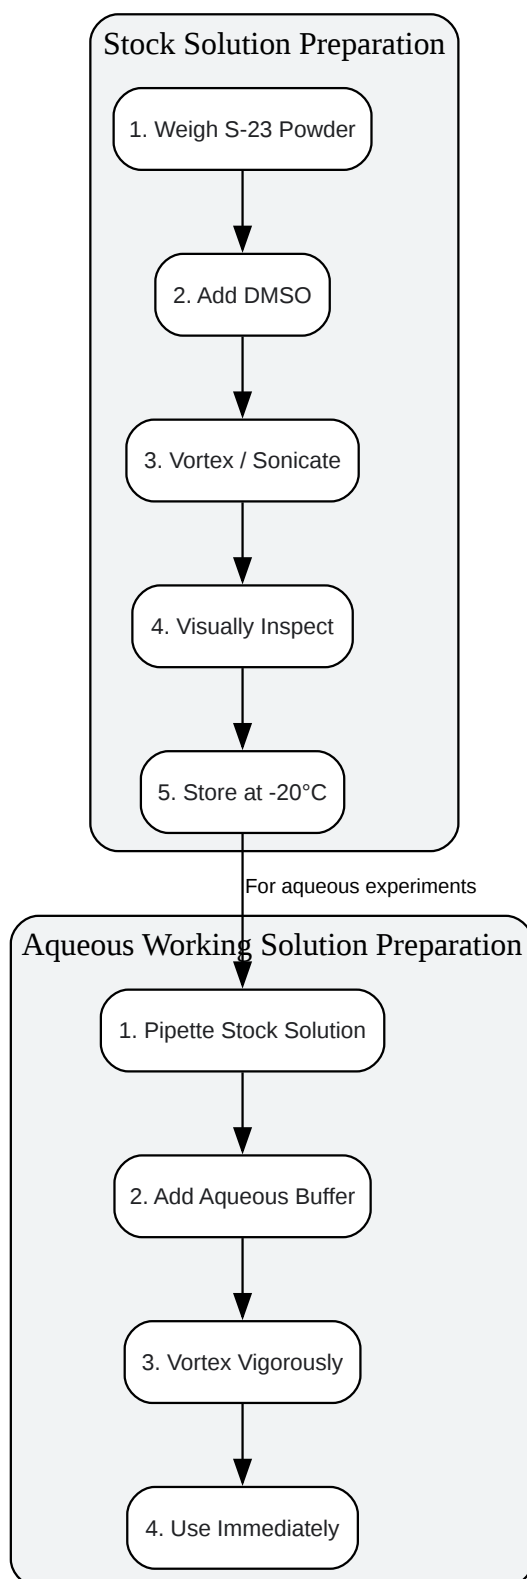 Stock Solution Preparation
1. Weigh S-23 Powder
2. Add DMSO
3. Vortex / Sonicate
4. Visually Inspect
5. Store at -20°C
For aqueous experiments
Aqueous Working Solution Preparation
1. Pipette Stock Solution
2. Add Aqueous Buffer
3. Vortex Vigorously
4. Use Immediately